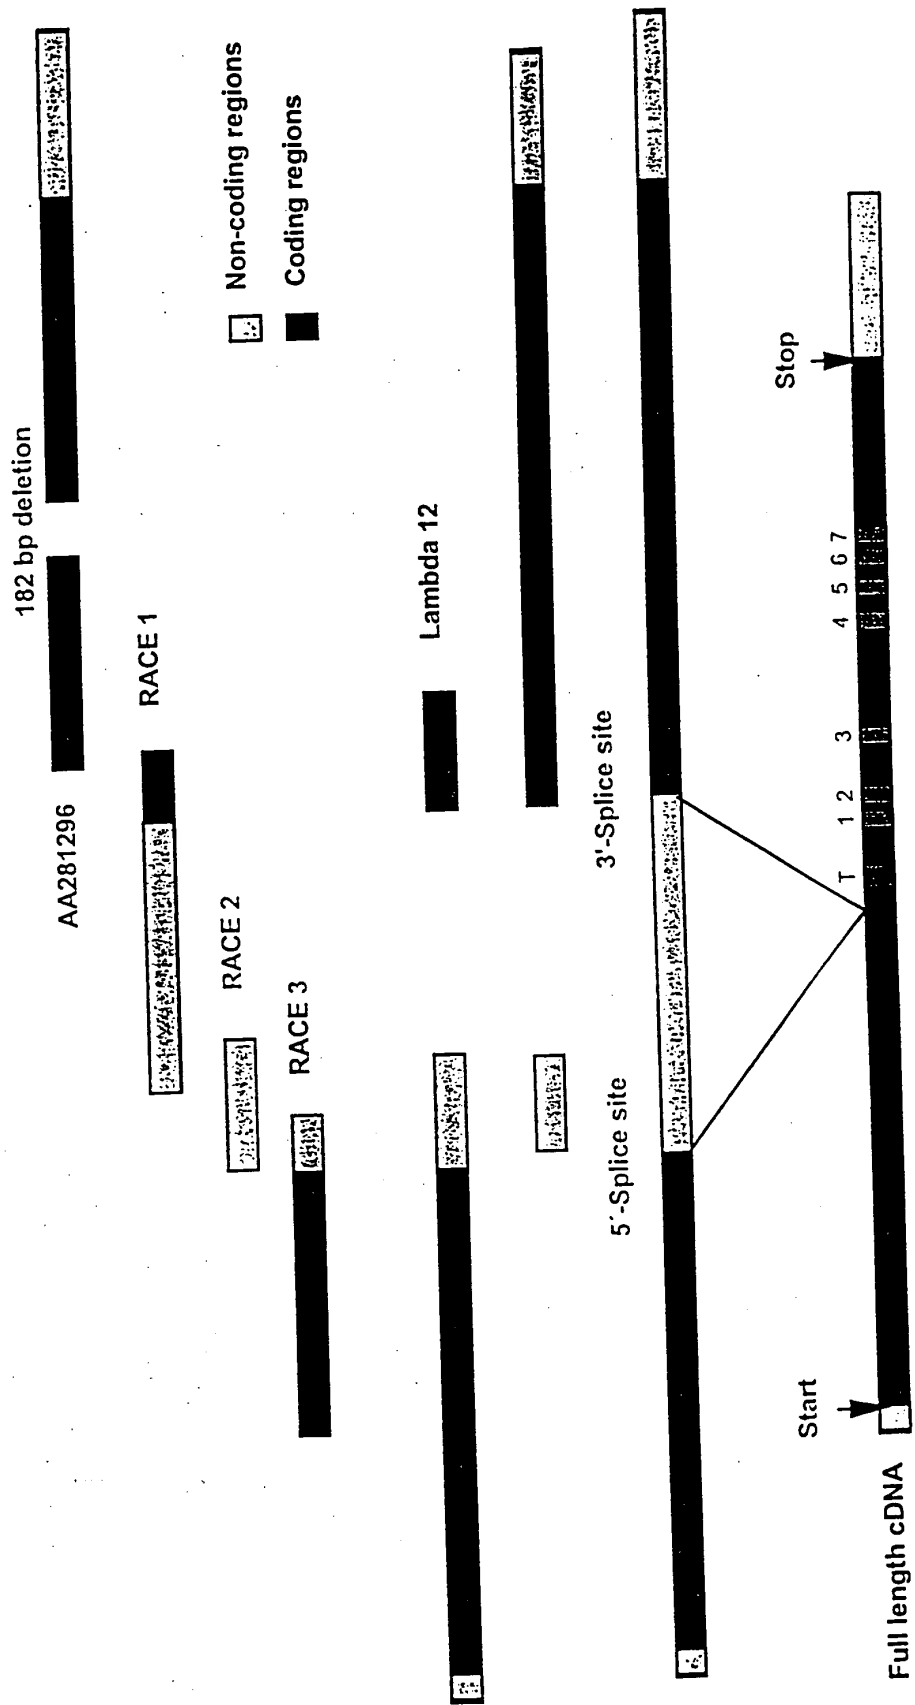 182 bp deletion
AA281296
RACE 1
RACE 2
Non-coding regions
RACE 3
Coding regions
Lambda 12
5´-Splice site
3'-Splice site
Start
T 1 2 3 4 5 6 7
Stop
Full length cDNA